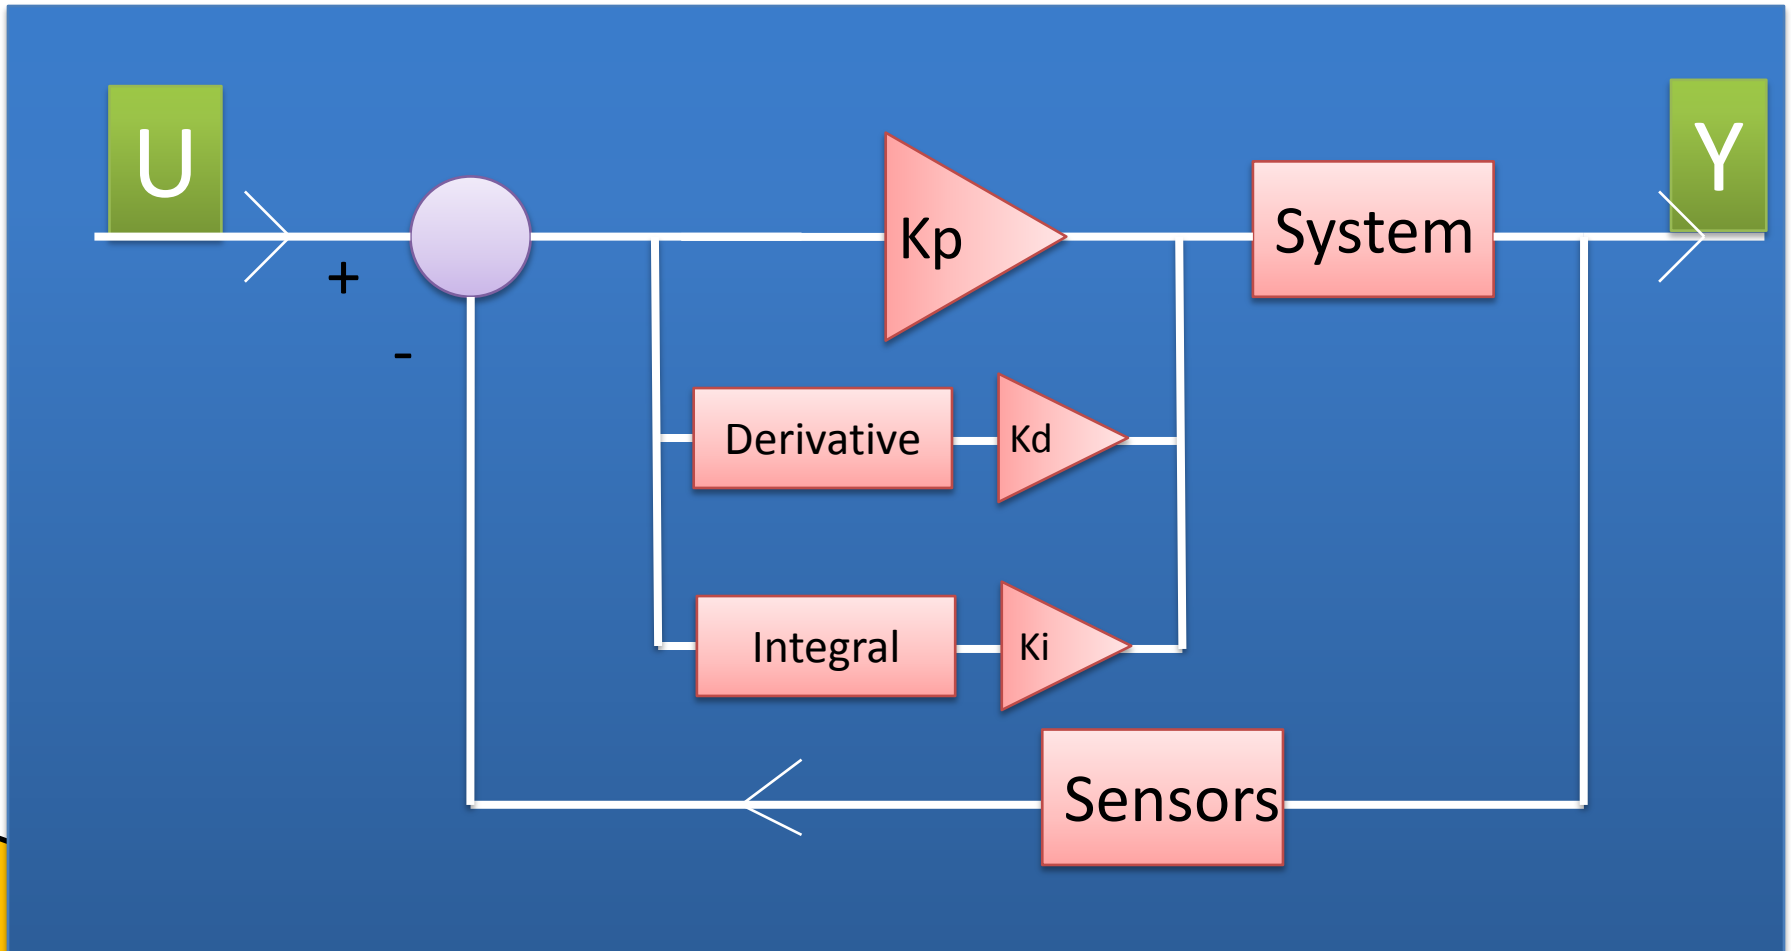 U
Y
Kp
System
+
-
Derivative
Kd
Integral
Ki
Sensors